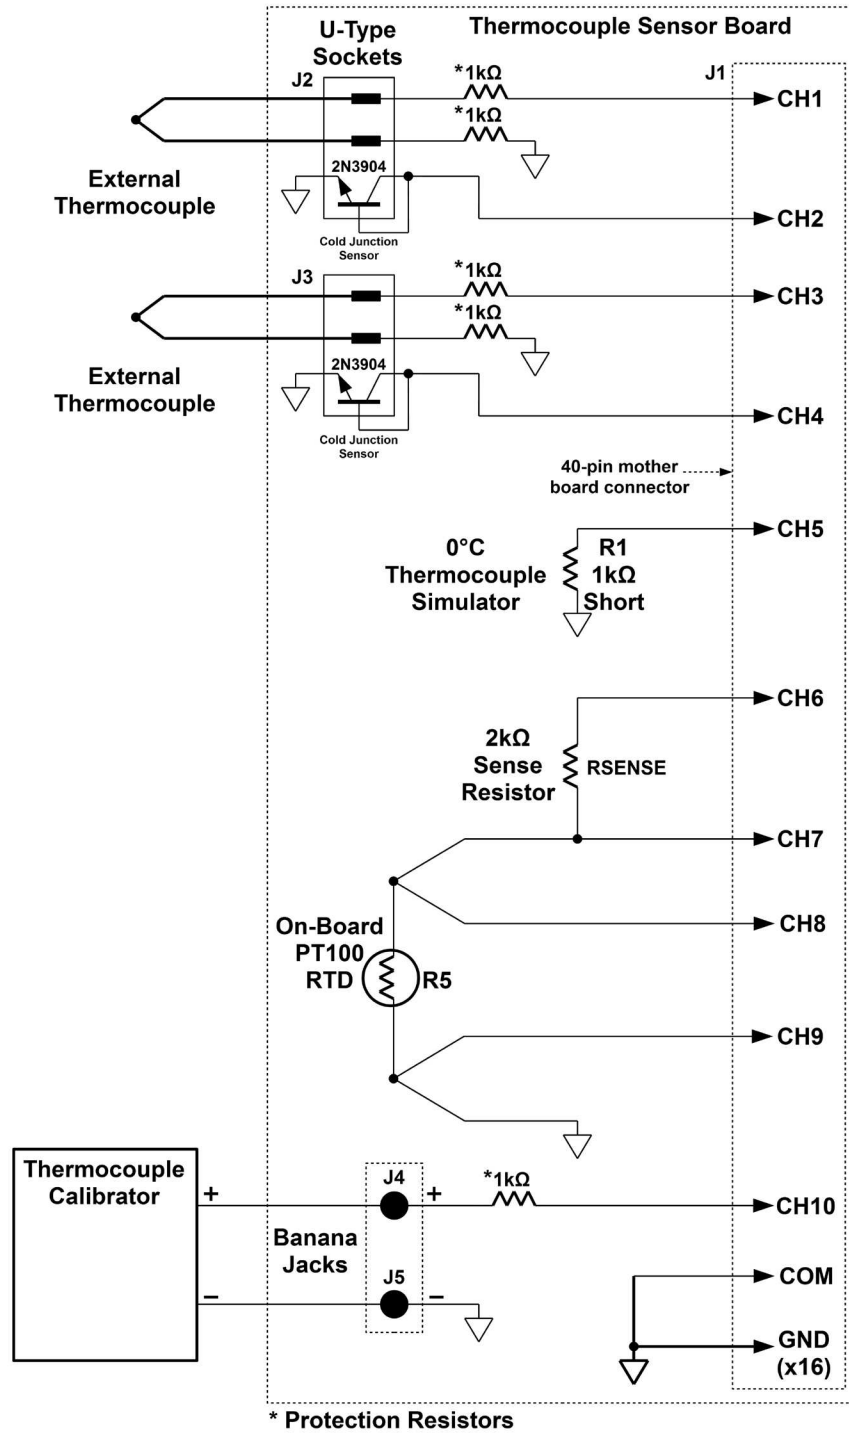 Thermocouple Sensor Board
U-Type
Sockets
J1
J2
*1kΩ
CH1
*1kΩ
2N3904
External
Thermocouple
CH2
Cold Junction
Sensor
J3
*1kΩ
CH3
*1kΩ
2N3904
External
Thermocouple
CH4
Cold Junction
Sensor
40-pin mother
board connector
CH5
0°C
Thermocouple
Simulator
R1
1kΩ
Short
CH6
2kΩ
Sense
Resistor
RSENSE
CH7
CH8
On-Board
PT100
RTD
R5
CH9
Thermocouple
Calibrator
+
J4
+
*1kΩ
CH10
Banana
Jacks
J5
−
−
COM
GND
(x16)
* Protection Resistors